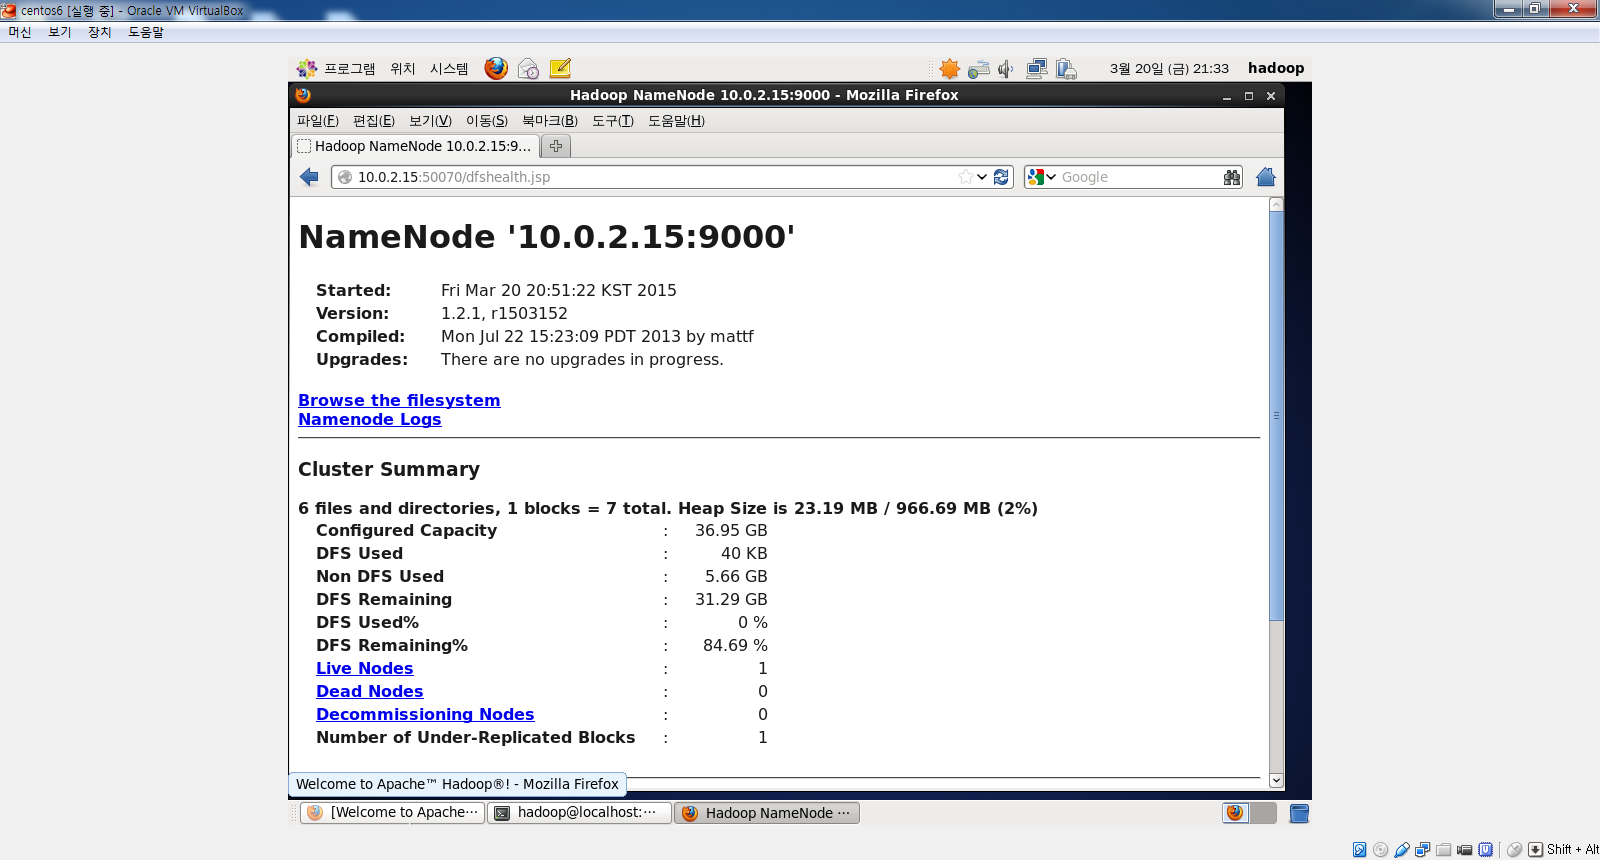 centos6 [실행 중] - Oracle VM VirtualBox
머신 보기 장치 도움말
프로그램 위치 시스템 3월 20일 (금) 21:33 hadoop
Hadoop NameNode 10.0.2.15:9000 - Mozilla Firefox
파일(F) 편집(E) 보기(V) 이동(S) 북마크(B) 도구(T) 도움말(H)
Hadoop NameNode 10.0.2.15:9...
10.0.2.15:50070/dfshealth.jsp Google
NameNode '10.0.2.15:9000'
Started: Fri Mar 20 20:51:22 KST 2015
Version: 1.2.1, r1503152
Compiled: Mon Jul 22 15:23:09 PDT 2013 by mattf
Upgrades: There are no upgrades in progress.
Browse the filesystem
Namenode Logs
Cluster Summary
6 files and directories, 1 blocks = 7 total. Heap Size is 23.19 MB / 966.69 MB (2%)
Configured Capacity : 36.95 GB
DFS Used : 40 KB
Non DFS Used : 5.66 GB
DFS Remaining : 31.29 GB
DFS Used% : 0 %
DFS Remaining% : 84.69 %
Live Nodes : 1
Dead Nodes : 0
Decommissioning Nodes : 0
Number of Under-Replicated Blocks : 1
Welcome to Apache™ Hadoop®! - Mozilla Firefox
[Welcome to Apache… hadoop@localhost:… Hadoop NameNode …
Shift + Alt